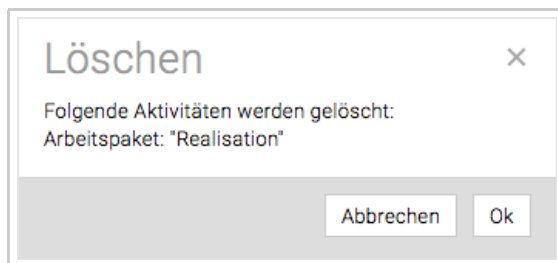 Löschen
Folgende Aktivitäten werden gelöscht:
Arbeitspaket: "Realisation"
Abbrechen Ok